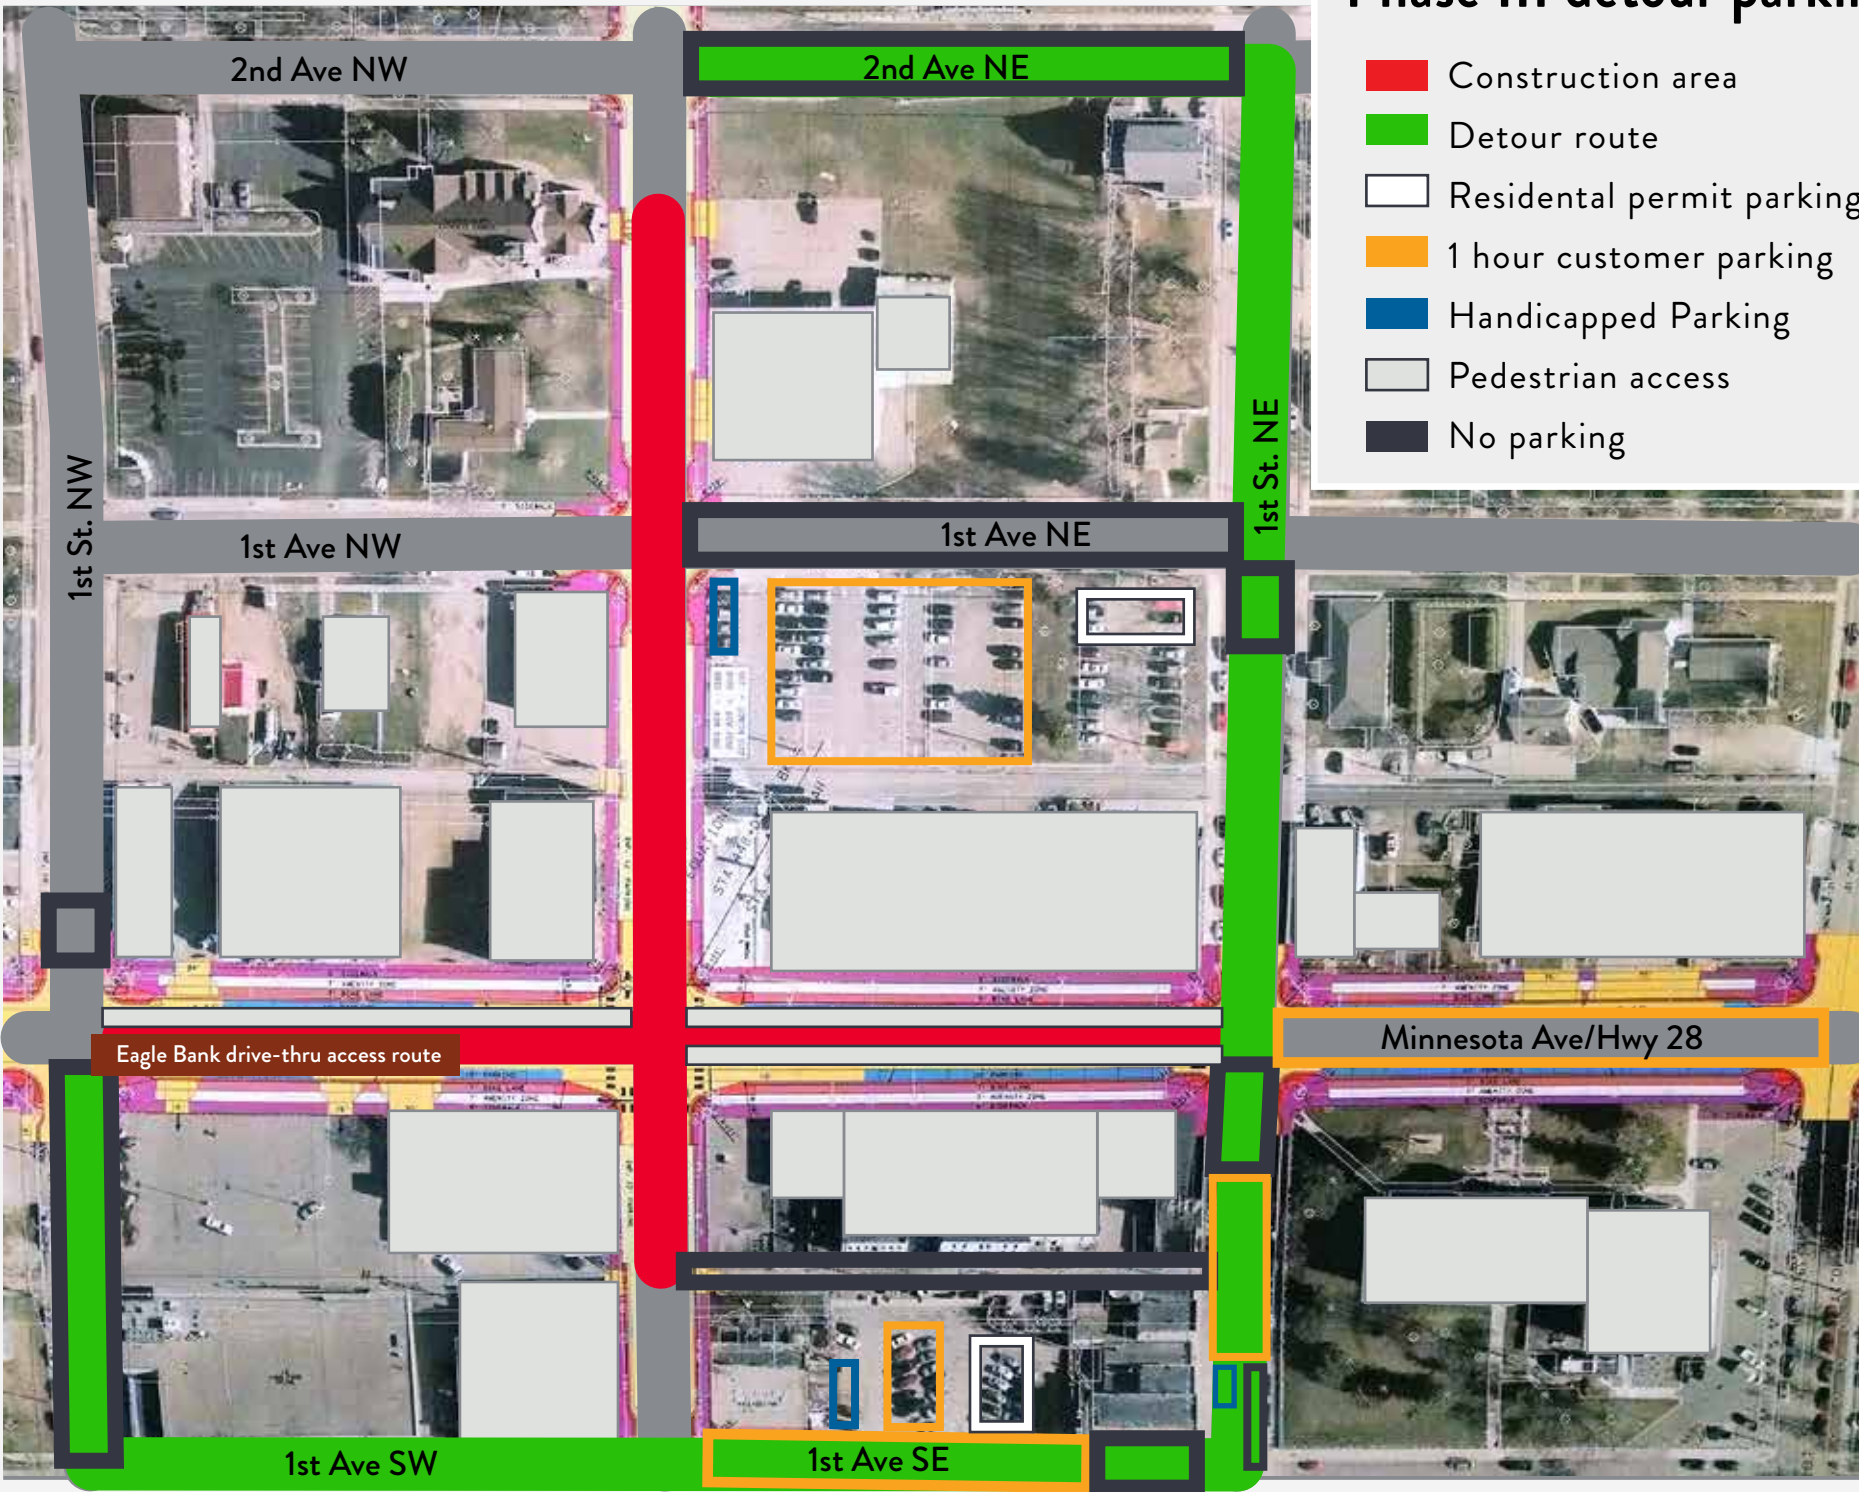 Phase III detour parkin
Construction area
Detour route
Residental permit parking
1 hour customer parking
Handicapped Parking
Pedestrian access
No parking
2nd Ave NW
2nd Ave NE
1st St. NW
1st St. NE
1st Ave NW
1st Ave NE
Minnesota Ave/Hwy 28
Eagle Bank drive-thru access route
1st Ave SW
1st Ave SE